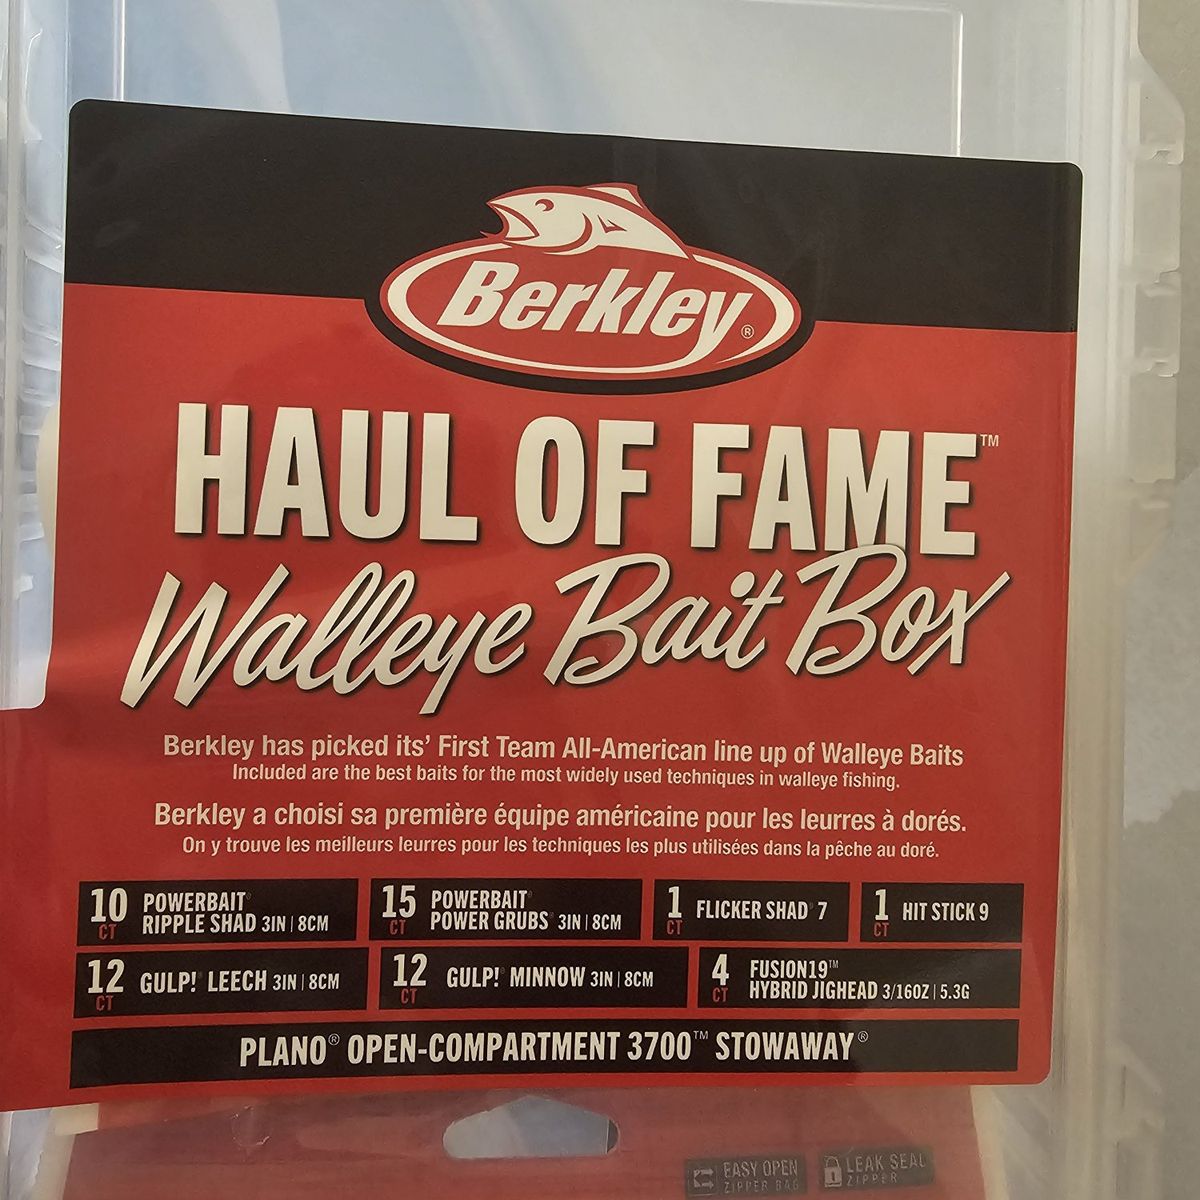 Berkley®
HAUL OF FAME™
Walleye Bait Box
Berkley has picked its' First Team All-American line up of Walleye Baits
Included are the best baits for the most widely used techniques in walleye fishing.
Berkley a choisi sa première équipe américaine pour les leurres à dorés.
On y trouve les meilleurs leurres pour les techniques les plus utilisées dans la pêche au doré.
10 CT POWERBAIT® RIPPLE SHAD 3IN | 8CM
15 CT POWERBAIT® POWER GRUBS® 3IN | 8CM
1 CT FLICKER SHAD® 7
1 CT HIT STICK 9
12 CT GULP!® LEECH 3IN | 8CM
12 CT GULP!® MINNOW 3IN | 8CM
4 CT FUSION19™ HYBRID JIGHEAD 3/16OZ | 5.3G
PLANO® OPEN-COMPARTMENT 3700™ STOWAWAY®
EASY OPEN
ZIPPER BAG
LEAK SEAL
ZIPPER